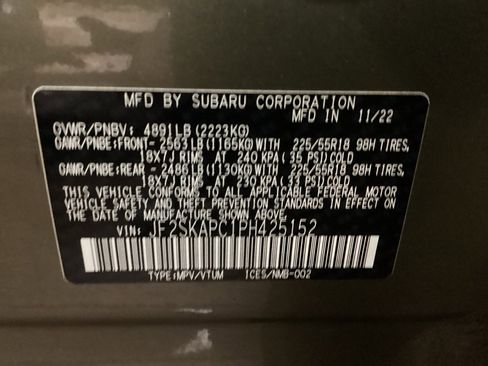 MFD BY SUBARU CORPORATION
MFD IN 11/22
GVWR/PNBV: 4891LB(2223KG)
GAWR/PNBE:FRONT- 2563LB(1165KG)WITH 225/55R18 98H TIRES,
18X7J RIMS AT 240 KPA(35 PSI)COLD
GAWR/PNBE:REAR - 2486LB(1130KG)WITH 225/55R18 98H TIRES,
18X7J RIMS AT 230 KPA(33 PSI)COLD
THIS VEHICLE CONFORMS TO ALL APPLICABLE FEDERAL MOTOR
VEHICLE SAFETY AND THEFT PREVENTION STANDARDS IN EFFECT
ON THE DATE OF MANUFACTURE SHOWN ABOVE.
VIN: JF2SKAPC1PH425152
TYPE:MPV/VTUM ICES/NMB-002